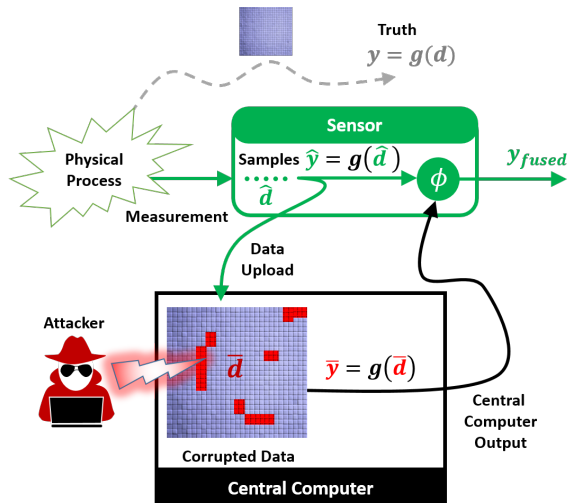 Truth
y = g(d)
Sensor
Physical
Process
Samples
ŷ = g(d̂)
d̂
ϕ
y_fused
Measurement
Data
Upload
Attacker
d̅
y̅ = g(d̅)
Central
Computer
Output
Corrupted Data
Central Computer